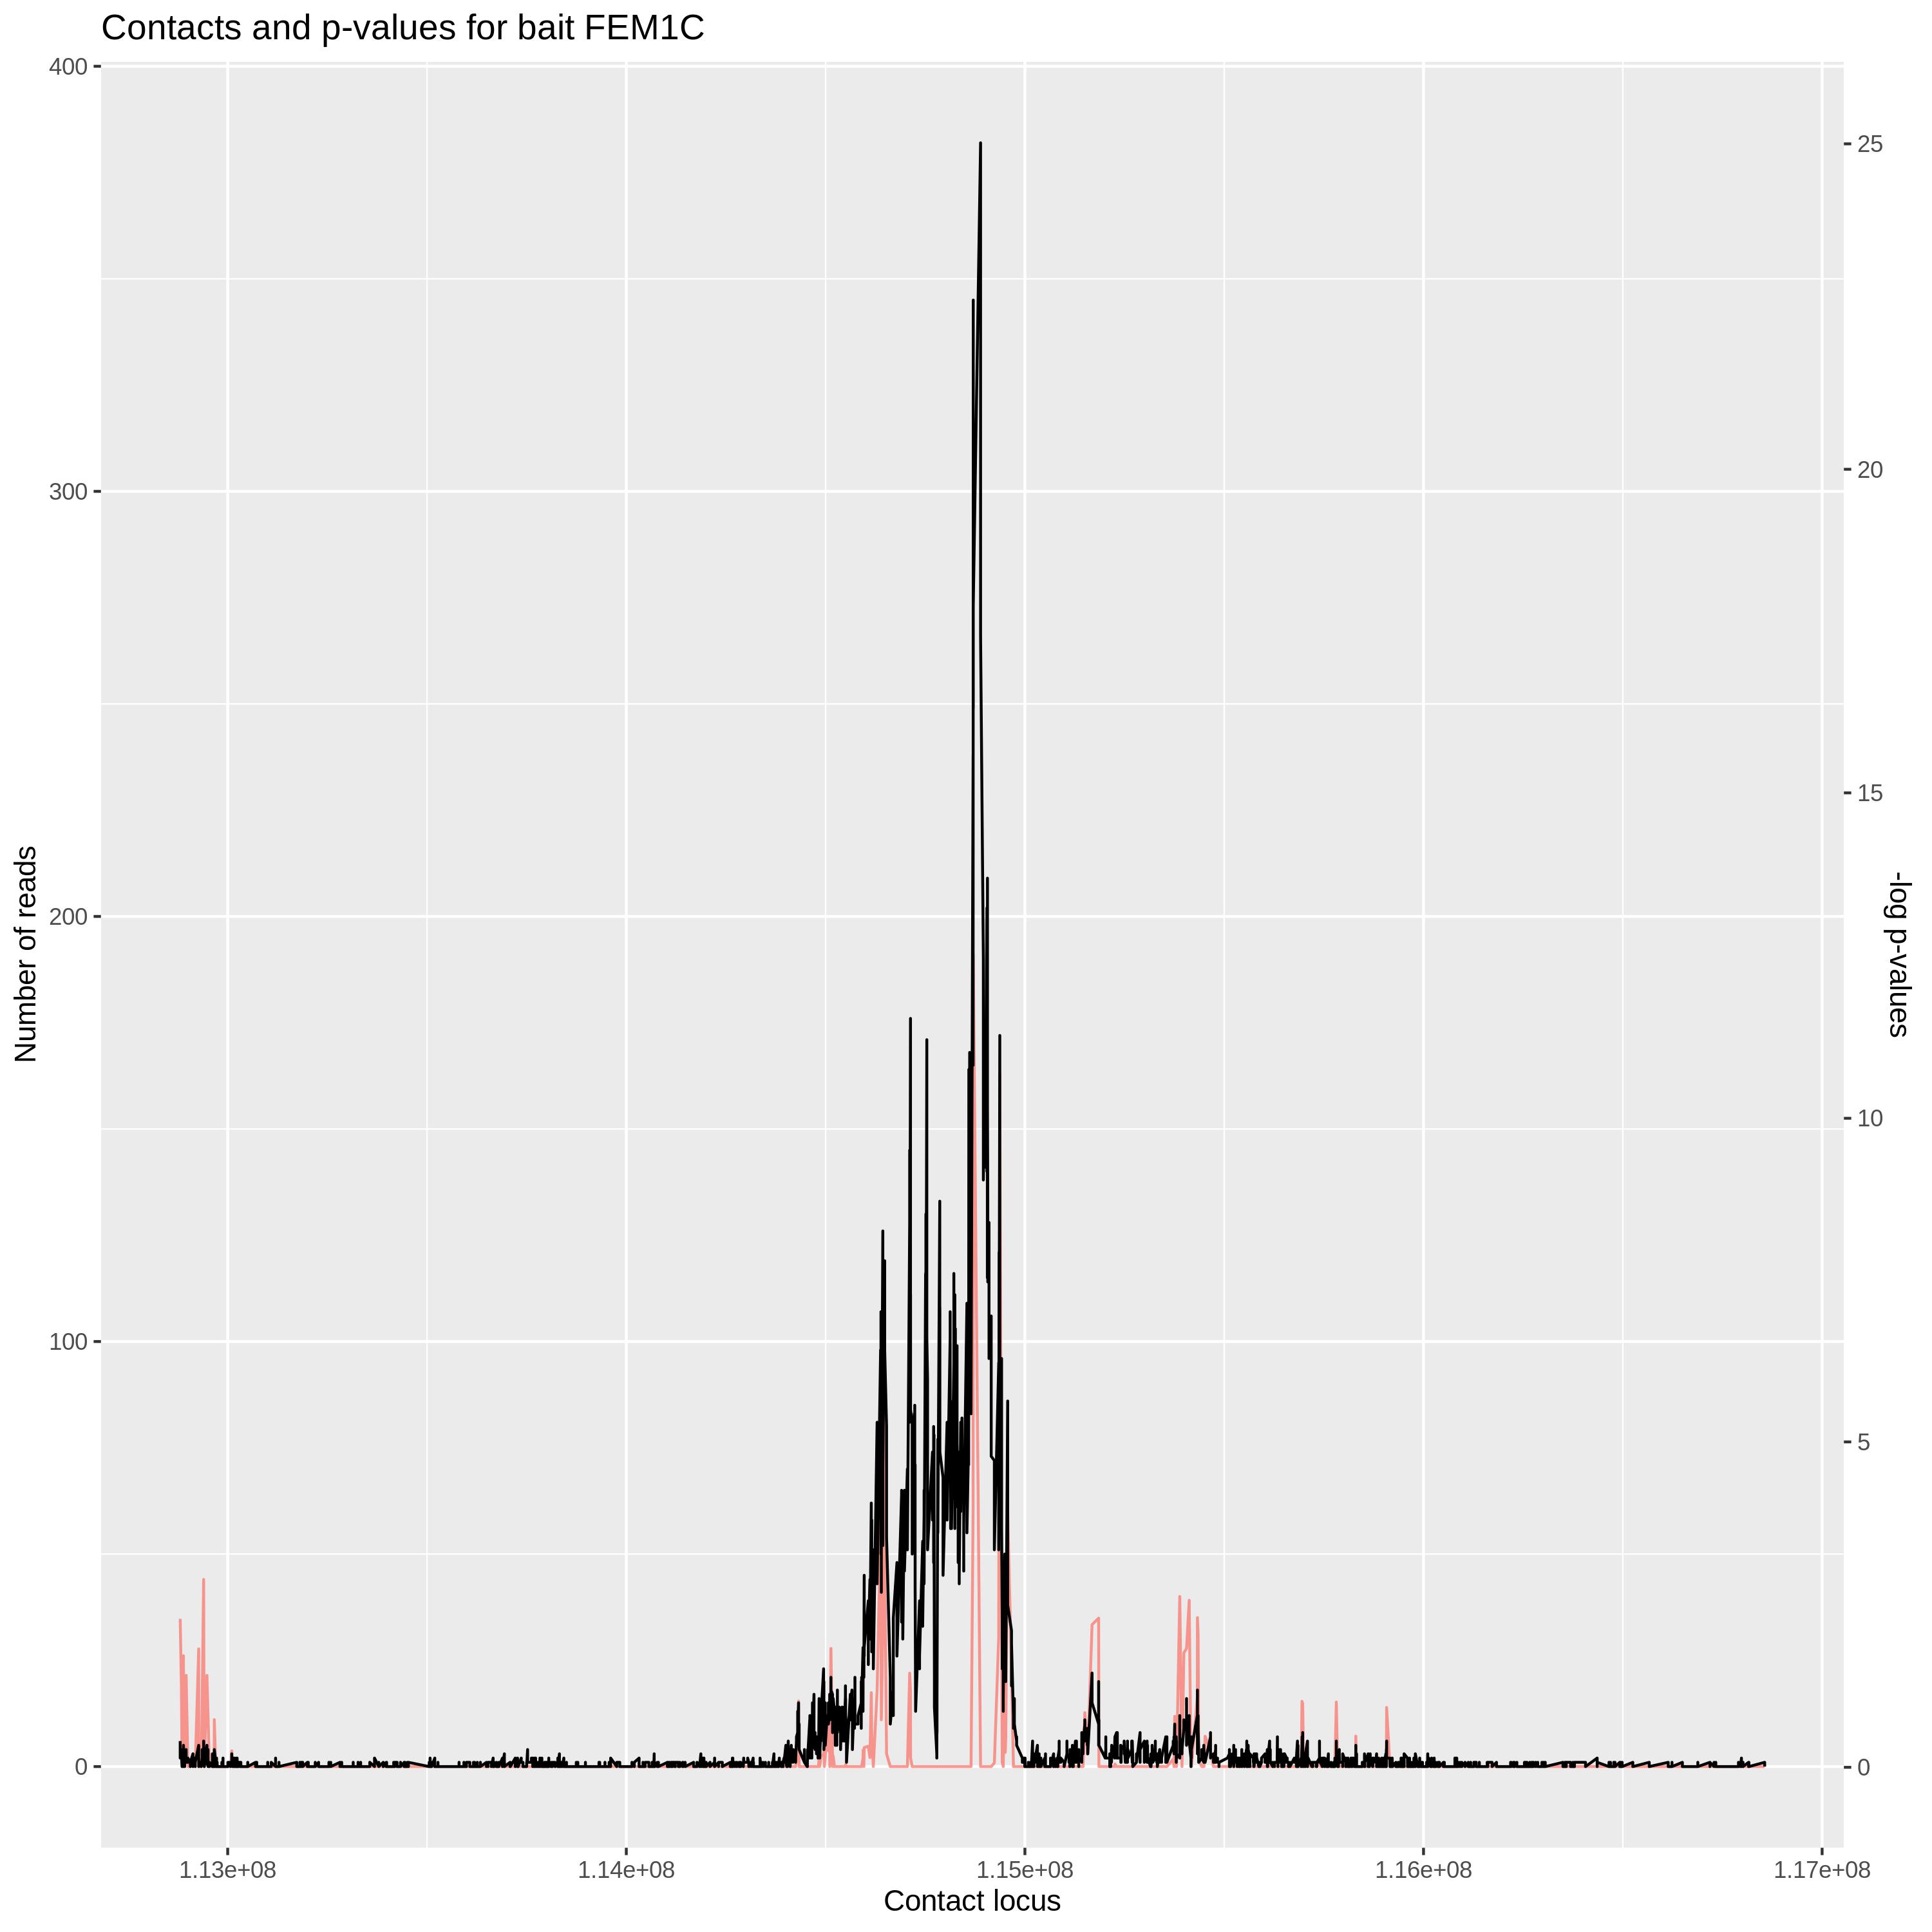 Contacts and p-values for bait FEM1C
400
300
200
100
0
Number of reads
25
20
15
10
5
0
-log p-values
1.13e+08
1.14e+08
1.15e+08
1.16e+08
1.17e+08
Contact locus